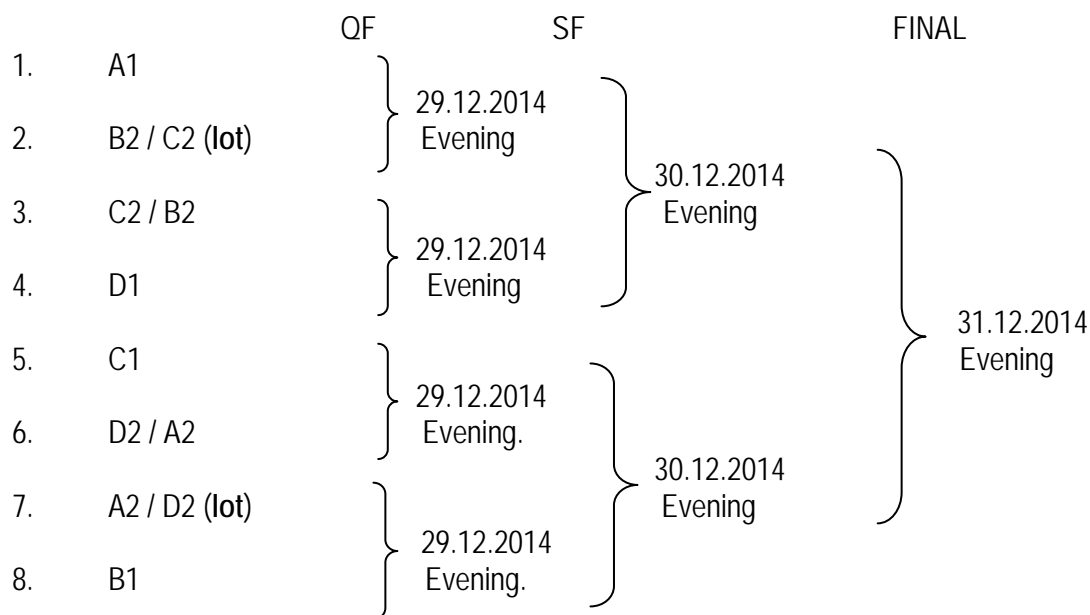 QF SF FINAL
1. A1
29.12.2014
2. B2 / C2 (lot) Evening
30.12.2014
3. C2 / B2 Evening
29.12.2014
4. D1 Evening
31.12.2014
5. C1 Evening
29.12.2014
6. D2 / A2 Evening.
30.12.2014
7. A2 / D2 (lot) Evening
29.12.2014
8. B1 Evening.